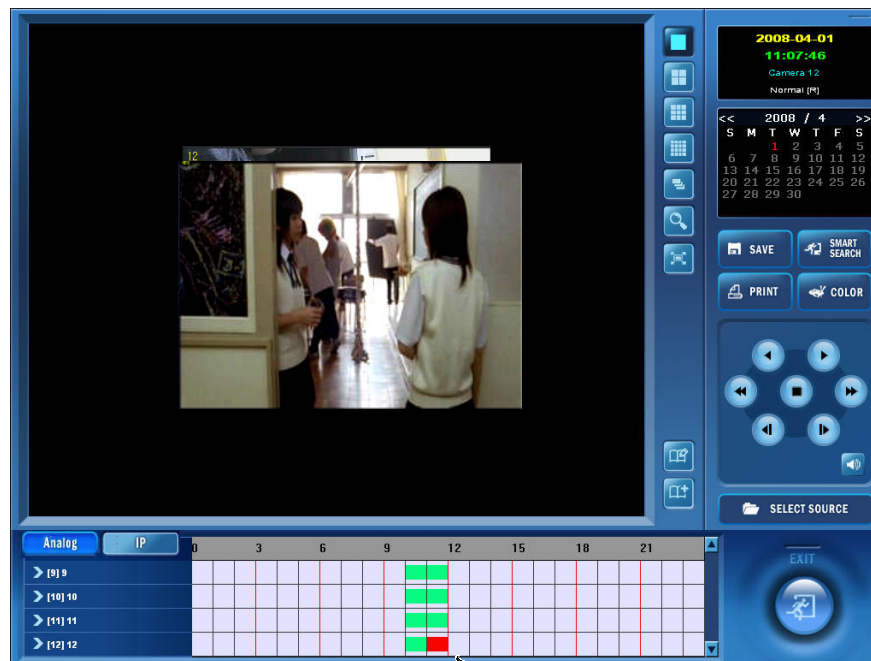 12
2008-04-01
11:07:46
Camera 12
Normal [R]
<< 2008 / 4 >>
S M T W T F S
1 2 3 4 5
6 7 8 9 10 11 12
13 14 15 16 17 18 19
20 21 22 23 24 25 26
27 28 29 30
SAVE
SMART SEARCH
PRINT
COLOR
SELECT SOURCE
Analog IP
0 3 6 9 12 15 18 21
[9] 9
[10] 10
[11] 11
[12] 12
EXIT